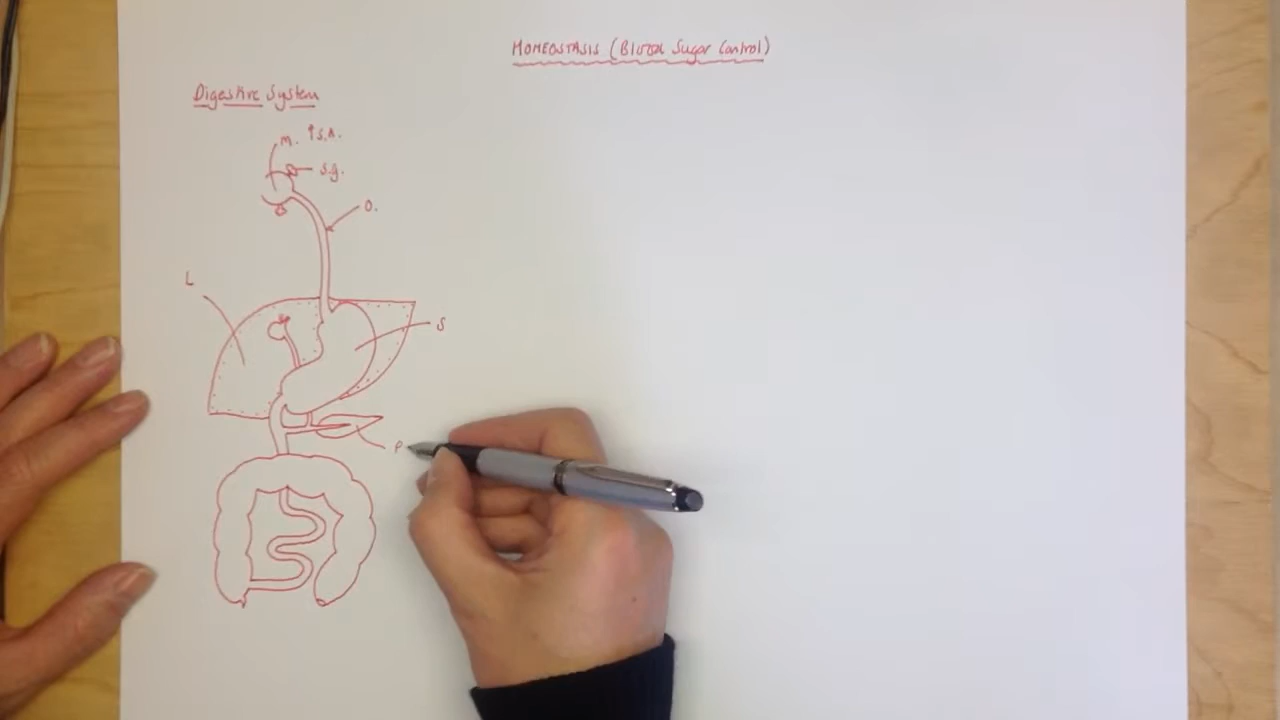 HOMEOSTASIS (Blood Sugar Control)
Digestive System
M. ↑S.A.
S.g.
O.
L
S
P